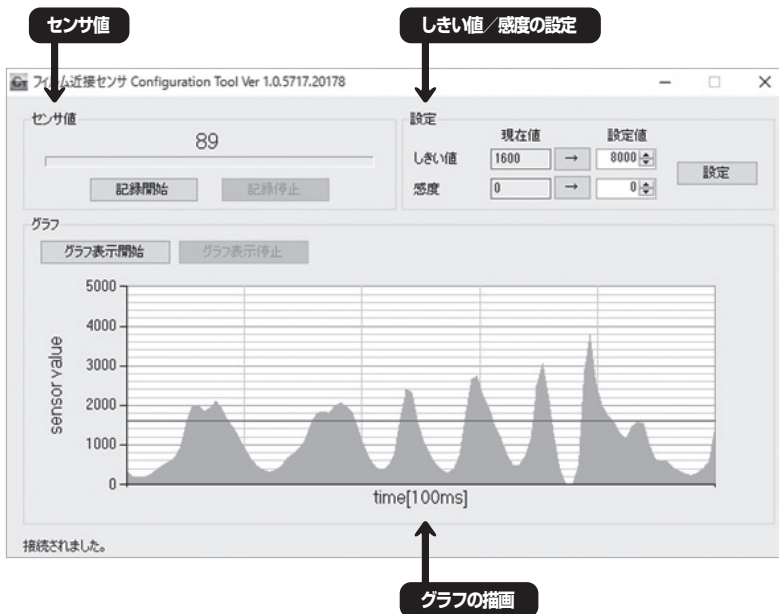 センサ値
しきい値／感度の設定
フィルム近接センサ Configuration Tool Ver 1.0.5717.20178
センサ値
89
記録開始
記録停止
設定
現在値
設定値
しきい値
1600
→
8000
感度
0
→
0
設定
グラフ
グラフ表示開始
グラフ表示停止
5000
4000
3000
2000
1000
0
sensor value
time[100ms]
接続されました。
グラフの描画